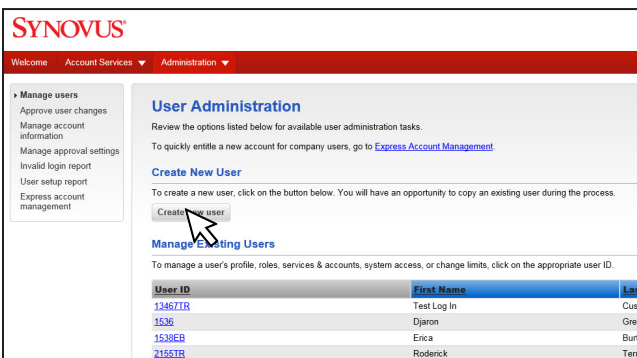 SYNOVUS®
Welcome Account Services Administration
Manage users
Approve user changes
Manage account
information
Manage approval settings
Invalid login report
User setup report
Express account
management
User Administration
Review the options listed below for available user administration tasks.
To quickly entitle a new account for company users, go to Express Account Management.
Create New User
To create a new user, click on the button below. You will have an opportunity to copy an existing user during the process.
Create new user
Manage Existing Users
To manage a user's profile, roles, services & accounts, system access, or change limits, click on the appropriate user ID.
User ID First Name
13467TR Test Log In
1536 Djaron
1538EB Erica
2155TR Roderick